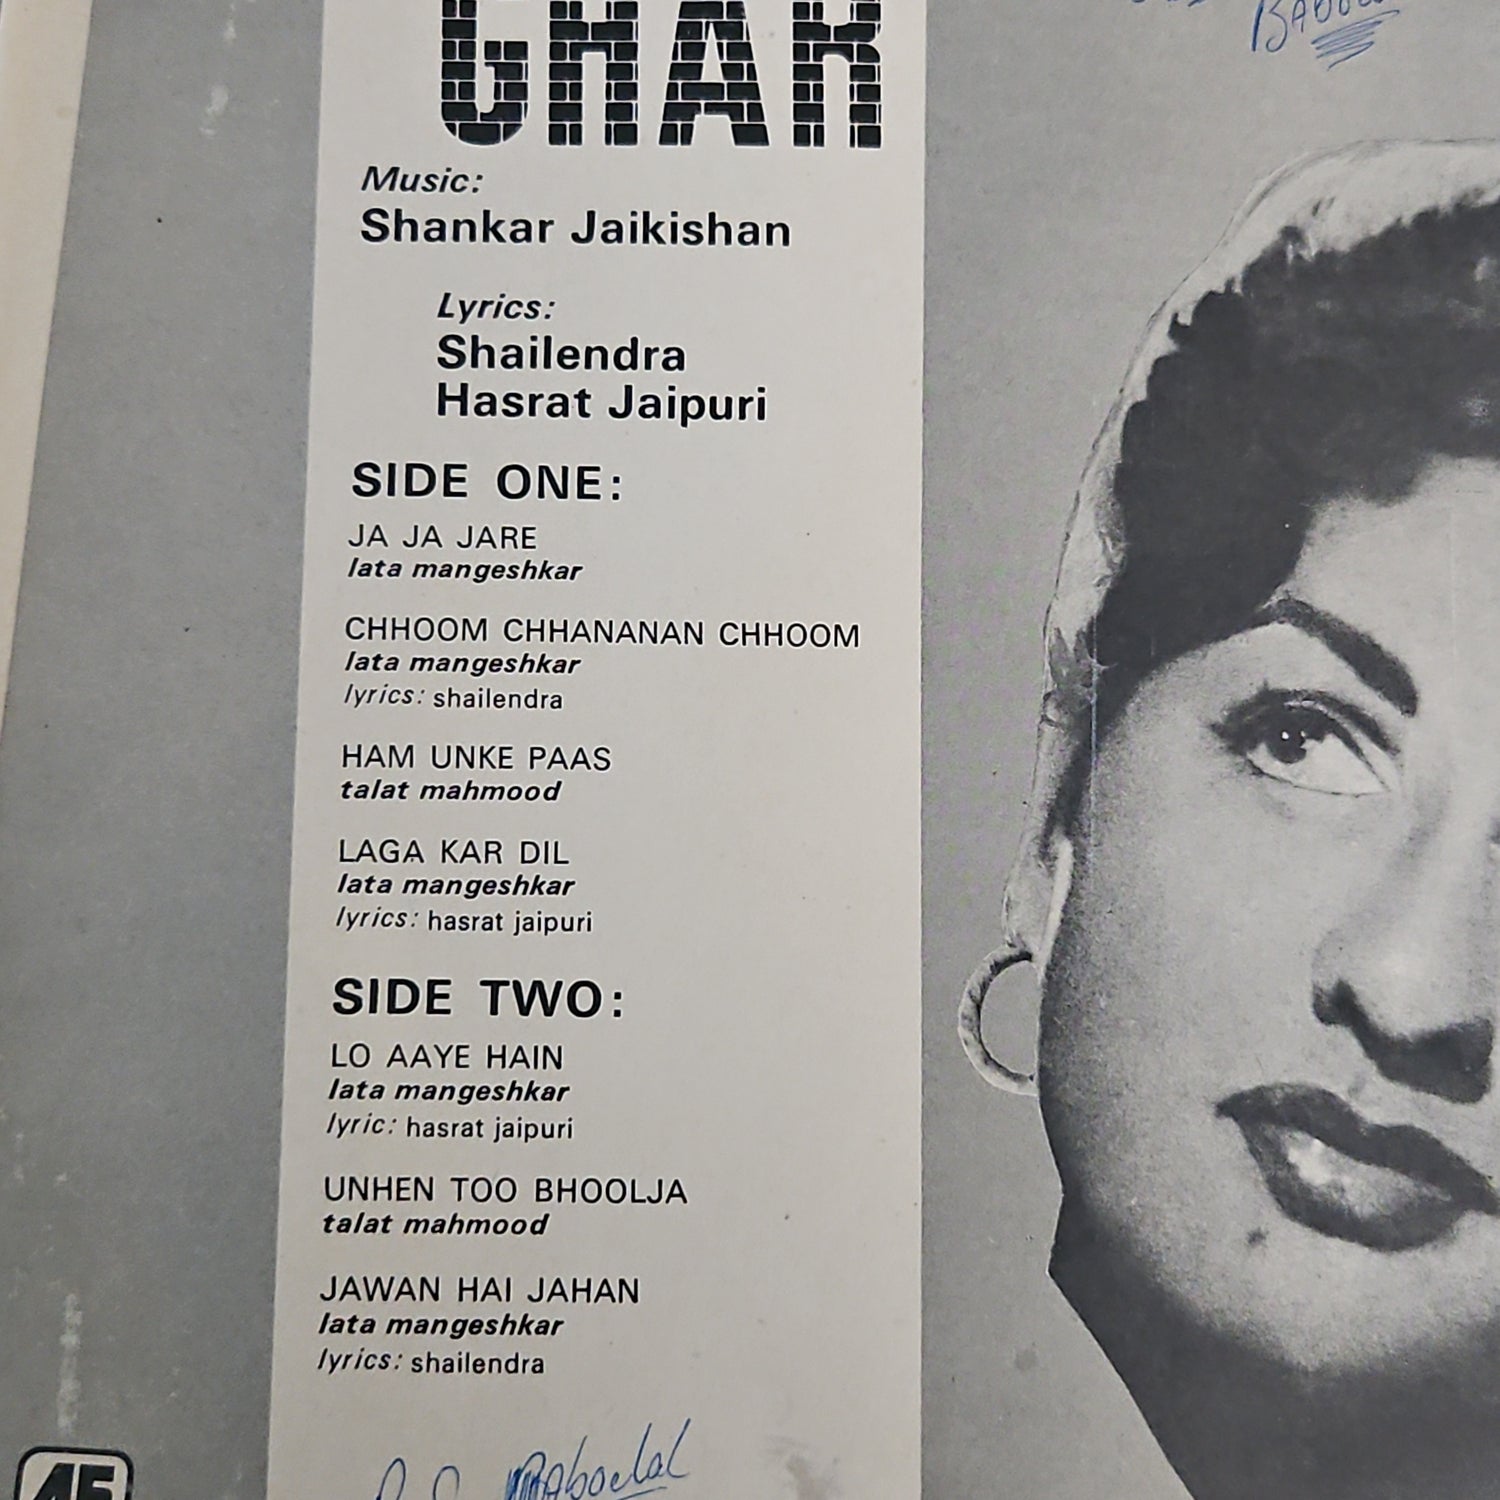 GHAR
Music:
Shankar Jaikishan
Lyrics:
Shailendra
Hasrat Jaipuri
SIDE ONE:
JA JA JARE
lata mangeshkar
CHHOOM CHHANANAN CHHOOM
lata mangeshkar
lyrics: shailendra
HAM UNKE PAAS
talat mahmood
LAGA KAR DIL
lata mangeshkar
lyrics: hasrat jaipuri
SIDE TWO:
LO AAYE HAIN
lata mangeshkar
lyric: hasrat jaipuri
UNHEN TOO BHOOLJA
talat mahmood
JAWAN HAI JAHAN
lata mangeshkar
lyrics: shailendra
Baboolal
45